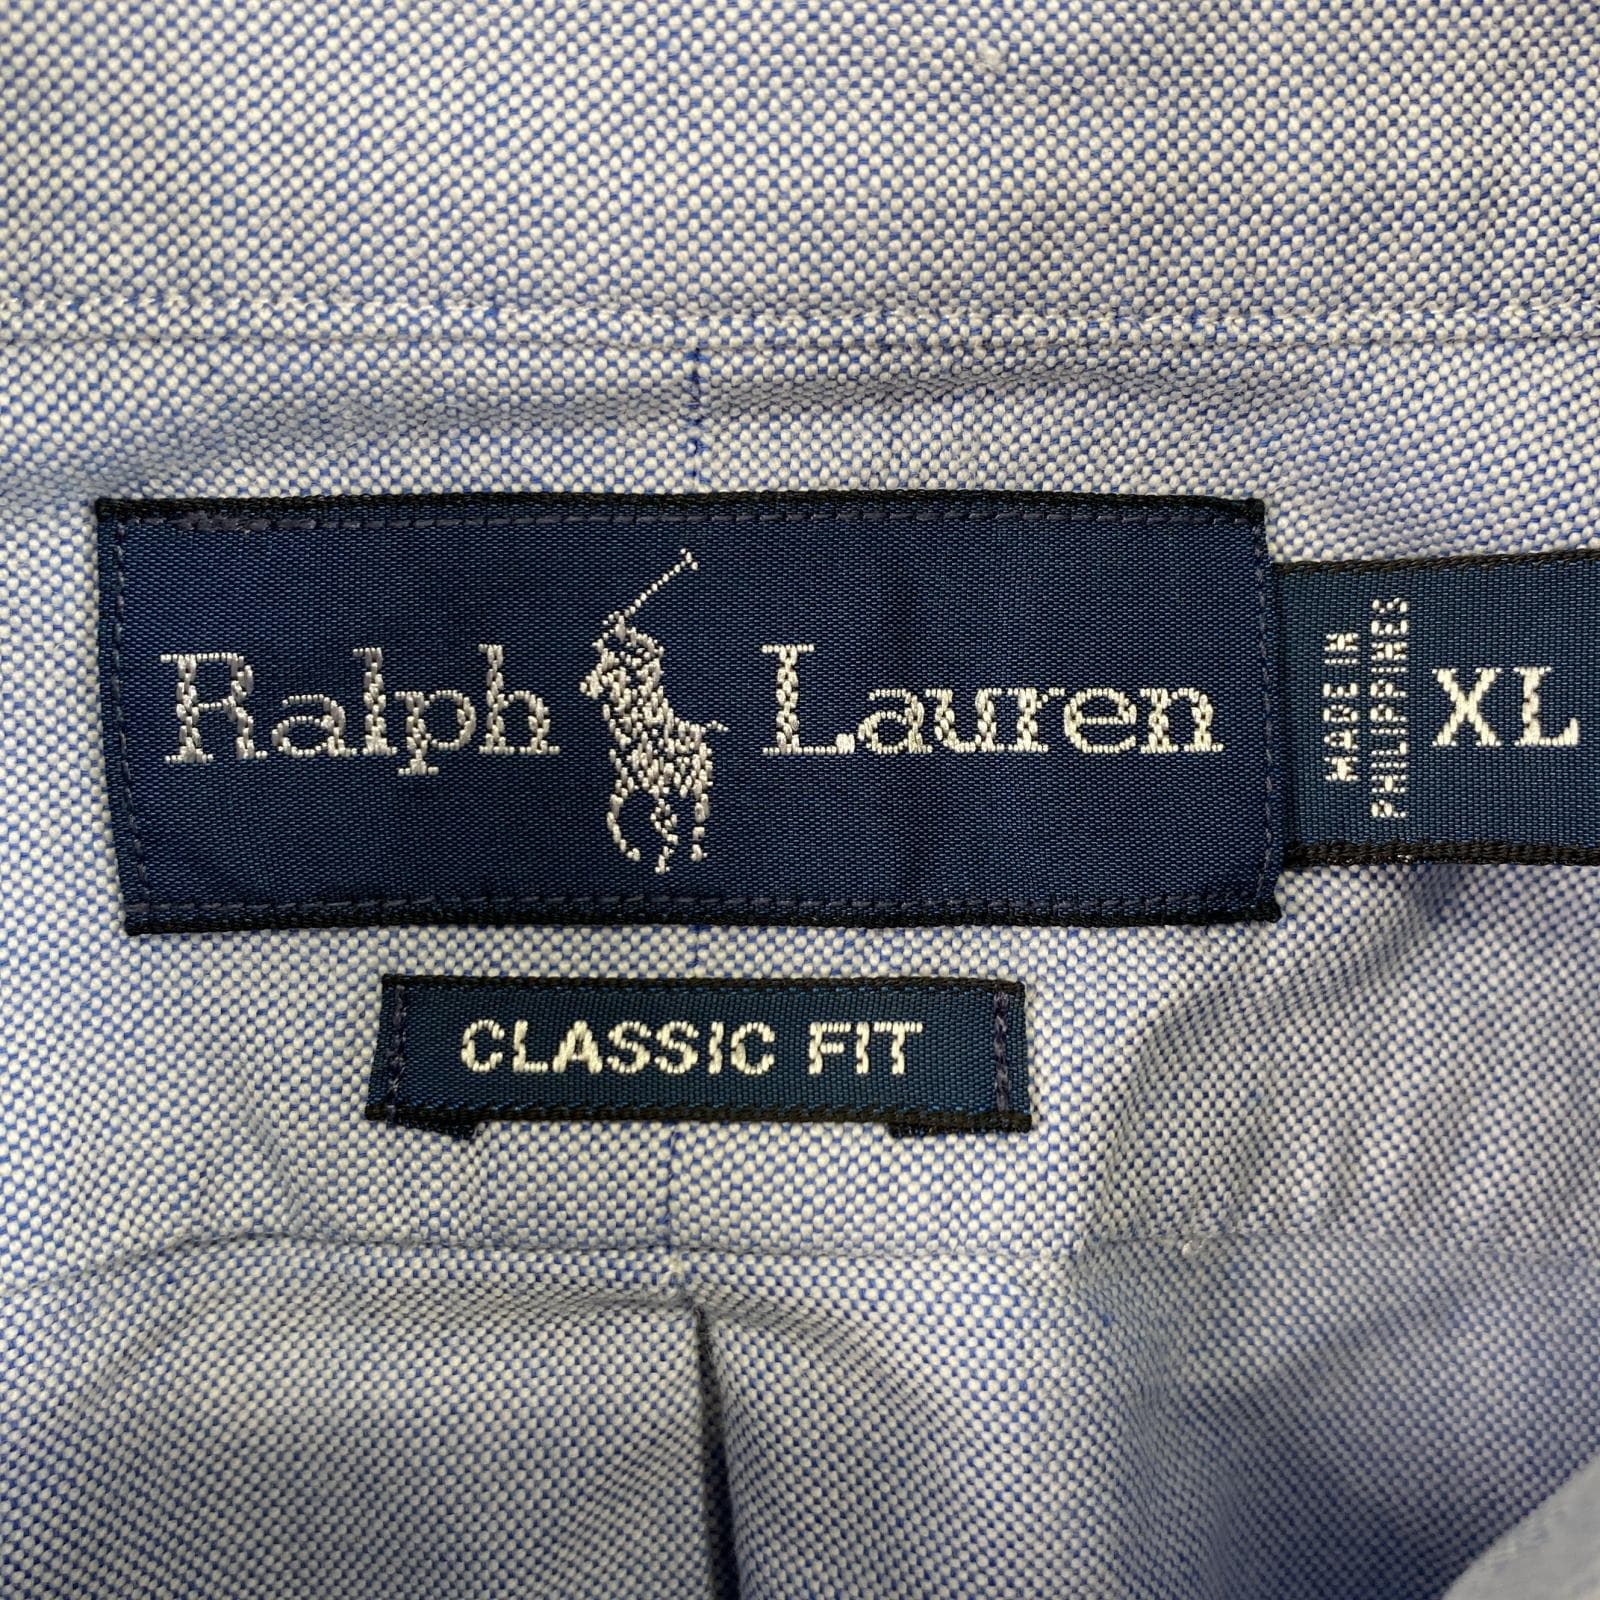 Ralph Lauren
MADE IN
PHILIPPINES
XL
CLASSIC FIT